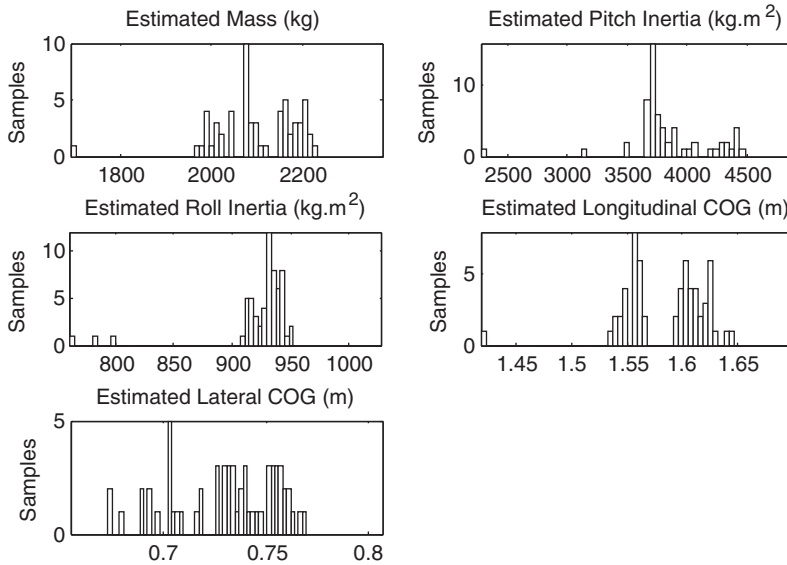 Estimated Mass (kg)
10
5
0
Samples
1800 2000 2200
Estimated Pitch Inertia (kg.m²)
10
0
Samples
2500 3000 3500 4000 4500
Estimated Roll Inertia (kg.m²)
10
5
0
Samples
800 850 900 950 1000
Estimated Longitudinal COG (m)
5
0
Samples
1.45 1.5 1.55 1.6 1.65
Estimated Lateral COG (m)
5
0
Samples
0.7 0.75 0.8